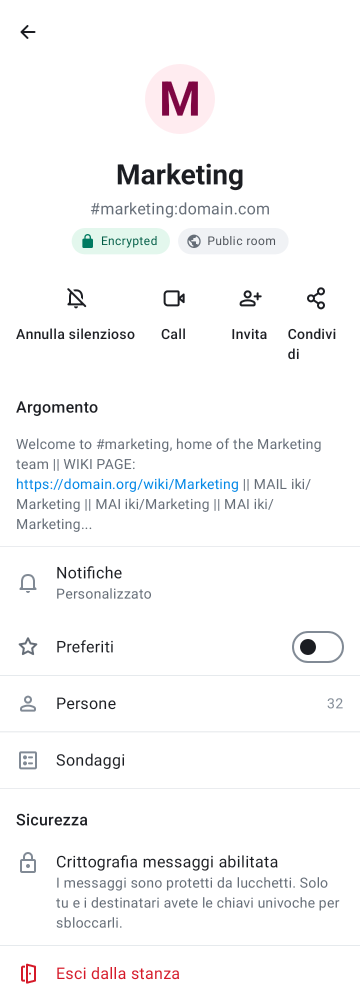 M
Marketing
#marketing:domain.com
Encrypted
Public room
Annulla silenzioso
Call
Invita
Condivi
di
Argomento
Welcome to #marketing, home of the Marketing
team || WIKI PAGE:
https://domain.org/wiki/Marketing || MAIL iki/
Marketing || MAI iki/Marketing || MAI iki/
Marketing...
Notifiche
Personalizzato
Preferiti
Persone 32
Sondaggi
Sicurezza
Crittografia messaggi abilitata
I messaggi sono protetti da lucchetti. Solo
tu e i destinatari avete le chiavi univoche per
sbloccarli.
Esci dalla stanza